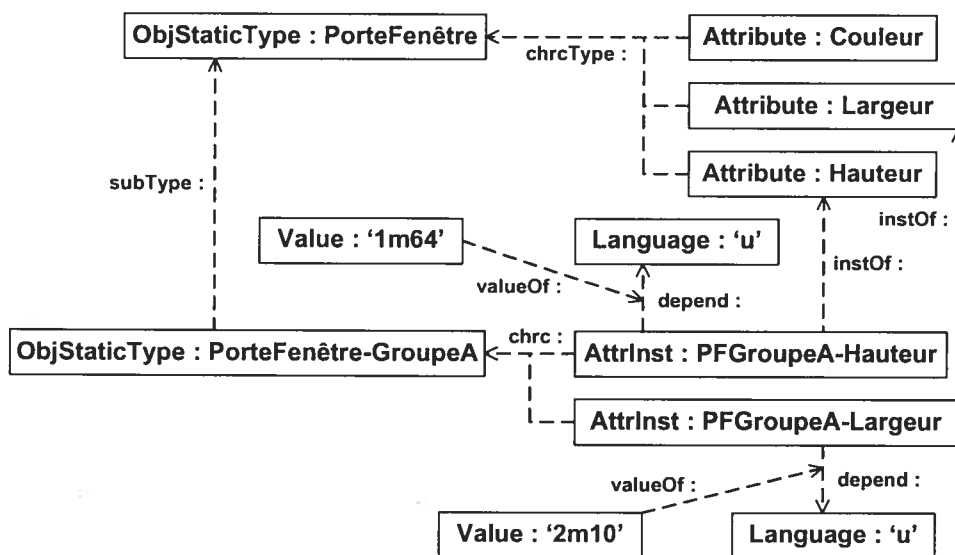 ObjStaticType : PorteFenêtre
Attribute : Couleur
chrcType :
Attribute : Largeur
Attribute : Hauteur
subType :
instOf :
Value : ‘1m64’
Language : ‘u’
instOf :
valueOf :
depend :
chrc :
ObjStaticType : PorteFenêtre-GroupeA
AttrInst : PFGroupeA-Hauteur
AttrInst : PFGroupeA-Largeur
valueOf :
depend :
Value : ‘2m10’
Language : ‘u’